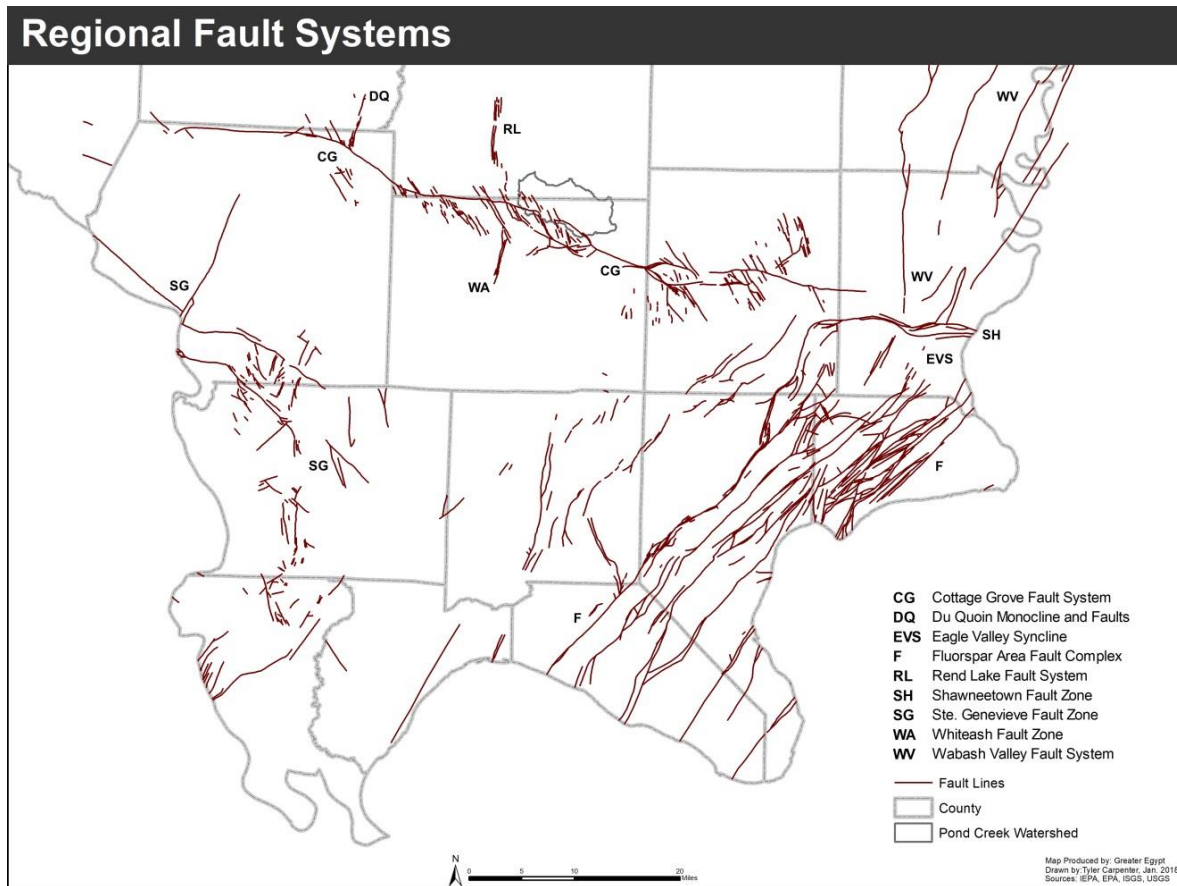 Regional Fault Systems
DQ
WV
RL
CG
SG
WA
CG
WV
SH
EVS
SG
F
F
CG Cottage Grove Fault System
DQ Du Quoin Monocline and Faults
EVS Eagle Valley Syncline
F Fluorspar Area Fault Complex
RL Rend Lake Fault System
SH Shawneetown Fault Zone
SG Ste. Genevieve Fault Zone
WA Whiteash Fault Zone
WV Wabash Valley Fault System
Fault Lines
County
Pond Creek Watershed
N
0 5 10 20
Miles
Map Produced by: Greater Egypt
Drawn by:Tyler Carpenter, Jan. 2018
Sources: IEPA, EPA, ISGS, USGS